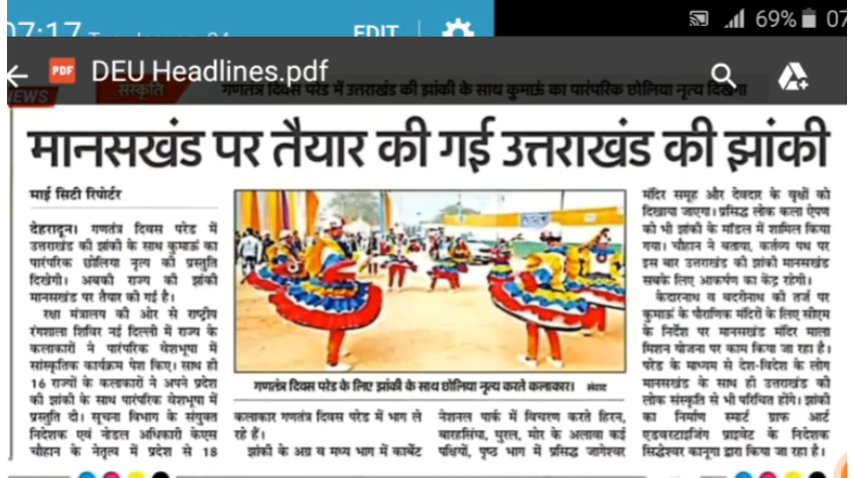 07:17
EDIT
69%
07
PDF DEU Headlines.pdf
NEWS
संस्कृति
गणतंत्र दिवस परेड में उत्तराखंड की झांकी के साथ कुमाऊं का पारंपरिक छोलिया नृत्य दिखेगा
मानसखंड पर तैयार की गई उत्तराखंड की झांकी
माई सिटी रिपोर्टर
देहरादून। गणतंत्र दिवस परेड में
उत्तराखंड की झांकी के साथ कुमाऊं का
पारंपरिक छोलिया नृत्य की प्रस्तुति
दिखेगी। अबकी राज्य की झांकी
मानसखंड पर तैयार की गई है।
रक्षा मंत्रालय की ओर से राष्ट्रीय
रंगशाला शिविर नई दिल्ली में राज्य के
कलाकारों ने पारंपरिक वेशभूषा में
सांस्कृतिक कार्यक्रम पेश किए। साथ ही
16 राज्यों के कलाकारों ने अपने प्रदेश
की झांकी के साथ पारंपरिक वेशभूषा में
प्रस्तुति दी। सूचना विभाग के संयुक्त
निदेशक एवं नोडल अधिकारी केएस
चौहान के नेतृत्व में प्रदेश से 18
गणतंत्र दिवस परेड के लिए झांकी के साथ छोलिया नृत्य करते कलाकार। संवाद
कलाकार गणतंत्र दिवस परेड में भाग ले
रहे हैं।
झांकी के अग्र व मध्य भाग में कार्बेट
नेशनल पार्क में विचरण करते हिरन,
बारहसिंघा, घुरल, मोर के अलावा कई
पक्षियों, पृष्ठ भाग में प्रसिद्ध जागेश्वर
मंदिर समूह और देवदार के वृक्षों को
दिखाया जाएगा। प्रसिद्ध लोक कला ऐपण
को भी झांकी के मॉडल में शामिल किया
गया। चौहान ने बताया, कर्तव्य पथ पर
इस बार उत्तराखंड की झांकी मानसखंड
सबके लिए आकर्षण का केंद्र रहेगी।
केदारनाथ व बदरीनाथ की तर्ज पर
कुमाऊं के पौराणिक मंदिरों के लिए सीएम
के निर्देश पर मानसखंड मंदिर माला
मिशन योजना पर काम किया जा रहा है।
परेड के माध्यम से देश-विदेश के लोग
मानसखंड के साथ ही उत्तराखंड की
लोक संस्कृति से भी परिचित होंगे। झांकी
का निर्माण स्मार्ट ग्राफ आर्ट
एडवरटाइजिंग प्राइवेट के निदेशक
सिद्धेश्वर कानूगा द्वारा किया जा रहा है।